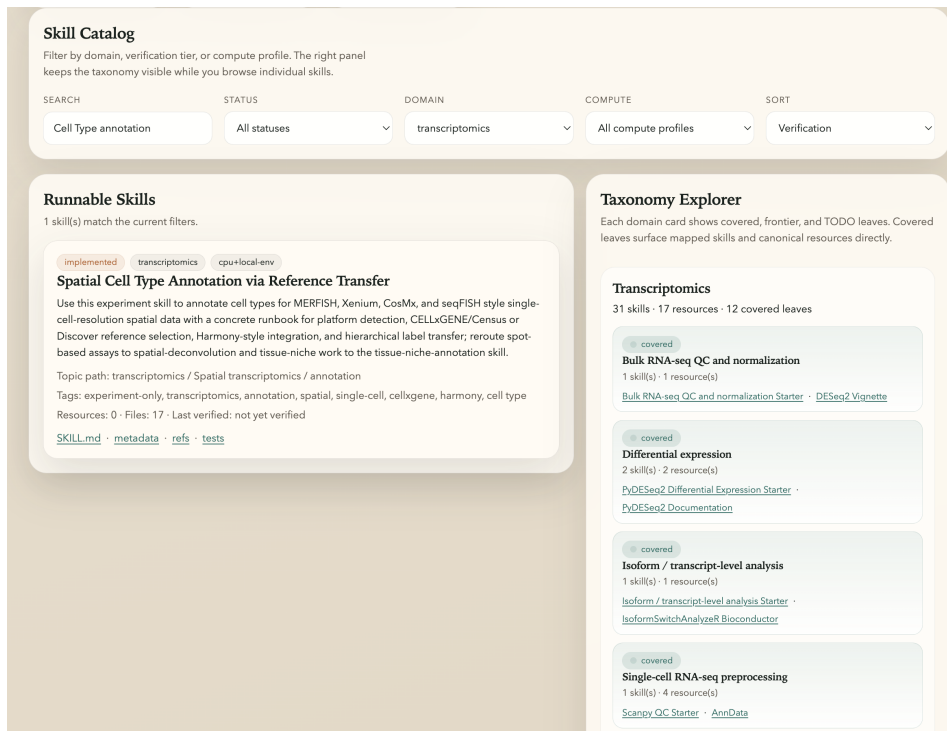 Skill Catalog
Filter by domain, verification tier, or compute profile. The right panel
keeps the taxonomy visible while you browse individual skills.
SEARCH
Cell Type annotation
STATUS
All statuses
DOMAIN
transcriptomics
COMPUTE
All compute profiles
SORT
Verification
Runnable Skills
1 skill(s) match the current filters.
implemented transcriptomics cpu+local-env
Spatial Cell Type Annotation via Reference Transfer
Use this experiment skill to annotate cell types for MERFISH, Xenium, CosMx, and seqFISH style single-
cell-resolution spatial data with a concrete runbook for platform detection, CELLxGENE/Census or
Discover reference selection, Harmony-style integration, and hierarchical label transfer; reroute spot-
based assays to spatial-deconvolution and tissue-niche work to the tissue-niche-annotation skill.
Topic path: transcriptomics / Spatial transcriptomics / annotation
Tags: experiment-only, transcriptomics, annotation, spatial, single-cell, cellxgene, harmony, cell type
Resources: 0 · Files: 17 · Last verified: not yet verified
SKILL.md · metadata · refs · tests
Taxonomy Explorer
Each domain card shows covered, frontier, and TODO leaves. Covered
leaves surface mapped skills and canonical resources directly.
Transcriptomics
31 skills · 17 resources · 12 covered leaves
covered
Bulk RNA-seq QC and normalization
1 skill(s) · 1 resource(s)
Bulk RNA-seq QC and normalization Starter · DESeq2 Vignette
covered
Differential expression
2 skill(s) · 2 resource(s)
PyDESeq2 Differential Expression Starter ·
PyDESeq2 Documentation
covered
Isoform / transcript-level analysis
1 skill(s) · 1 resource(s)
Isoform / transcript-level analysis Starter ·
IsoformSwitchAnalyzeR Bioconductor
covered
Single-cell RNA-seq preprocessing
1 skill(s) · 4 resource(s)
Scanpy QC Starter · AnnData